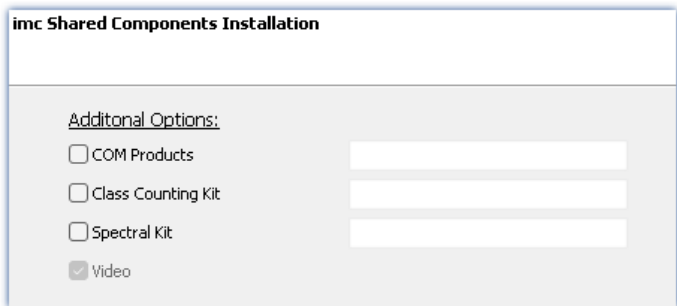 imc Shared Components Installation
Additonal Options:
COM Products
Class Counting Kit
Spectral Kit
Video